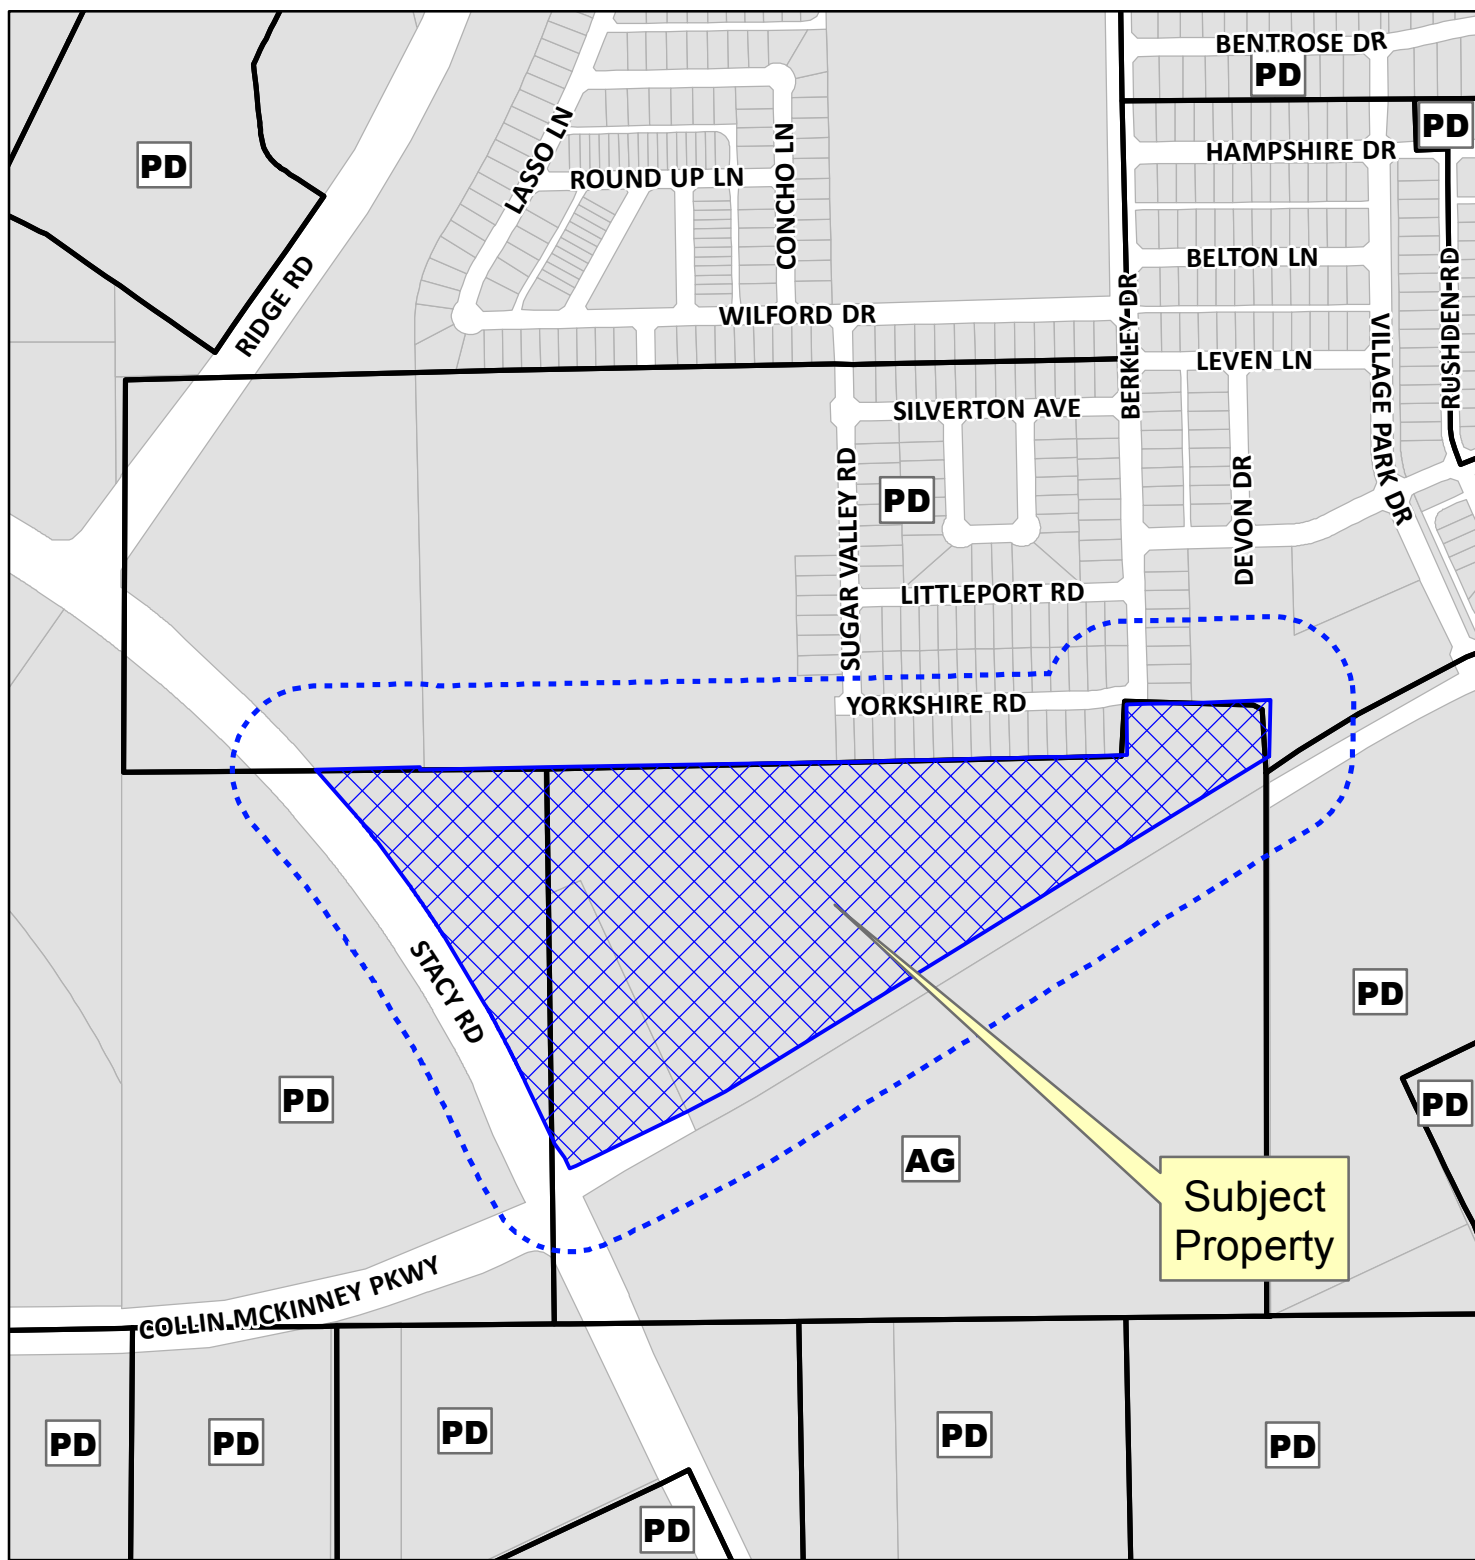 BENTROSE DR
PD
PD
HAMPSHIRE DR
PD
LASSO LN
ROUND UP LN
CONCHO LN
BELTON LN
RIDGE RD
WILFORD DR
BERKLEY DR
RUSHDEN RD
VILLAGE PARK DR
LEVEN LN
SILVERTON AVE
SUGAR VALLEY RD
PD
DEVON DR
LITTLEPORT RD
YORKSHIRE RD
STACY RD
PD
PD
PD
AG
Subject
Property
COLLIN MCKINNEY PKWY
PD
PD
PD
PD
PD
PD